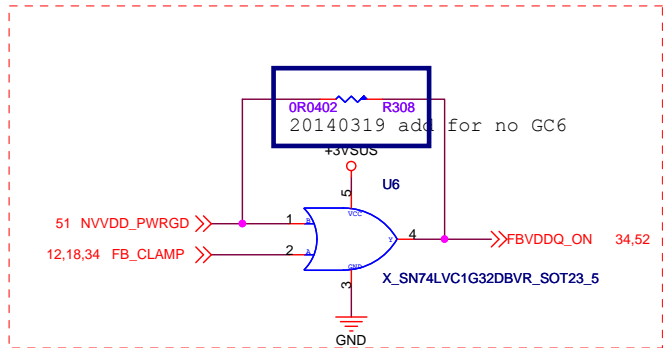 0R0402 R308
20140319 add for no GC6
+3VSUS
U6
5
VCC
51 NVVDD_PWRGD 1 B
Y 4 FBVDDQ_ON 34,52
12,18,34 FB_CLAMP 2 A
GND
X_SN74LVC1G32DBVR_SOT23_5
3
GND